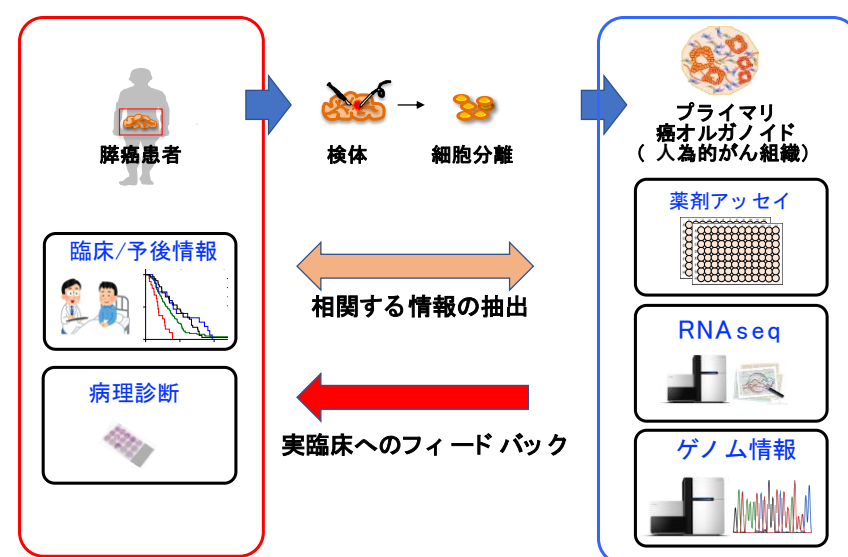 膵癌患者
検体
細胞分離
プライマリ
癌オルガノイド
( 人為的がん組織)
臨床/予後情報
病理診断
相関する情報の抽出
実臨床へのフィードバック
薬剤アッセイ
RNAseq
ゲノム情報